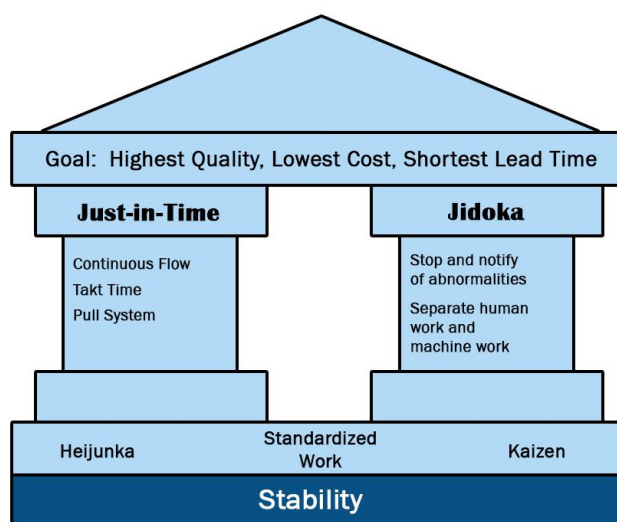 Goal: Highest Quality, Lowest Cost, Shortest Lead Time
Just-in-Time
Continuous Flow
Takt Time
Pull System
Jidoka
Stop and notify
of abnormalities
Separate human
work and
machine work
Heijunka
Standardized
Work
Kaizen
Stability